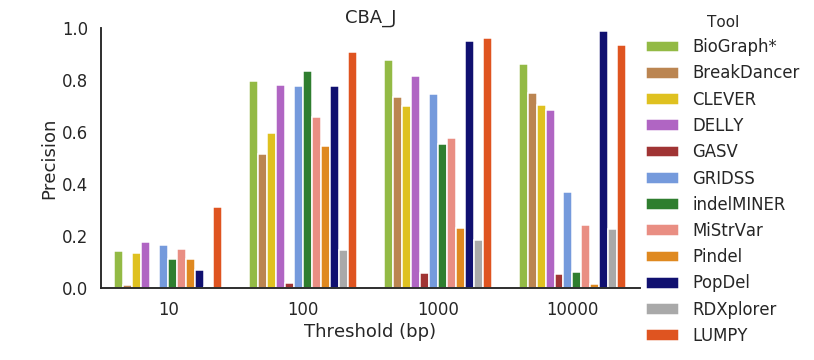 CBA_J
Precision
1.0
0.8
0.6
0.4
0.2
0.0
10
100
1000
10000
Threshold (bp)
Tool
BioGraph*
BreakDancer
CLEVER
DELLY
GASV
GRIDSS
indelMINER
MiStrVar
Pindel
PopDel
RDXplorer
LUMPY